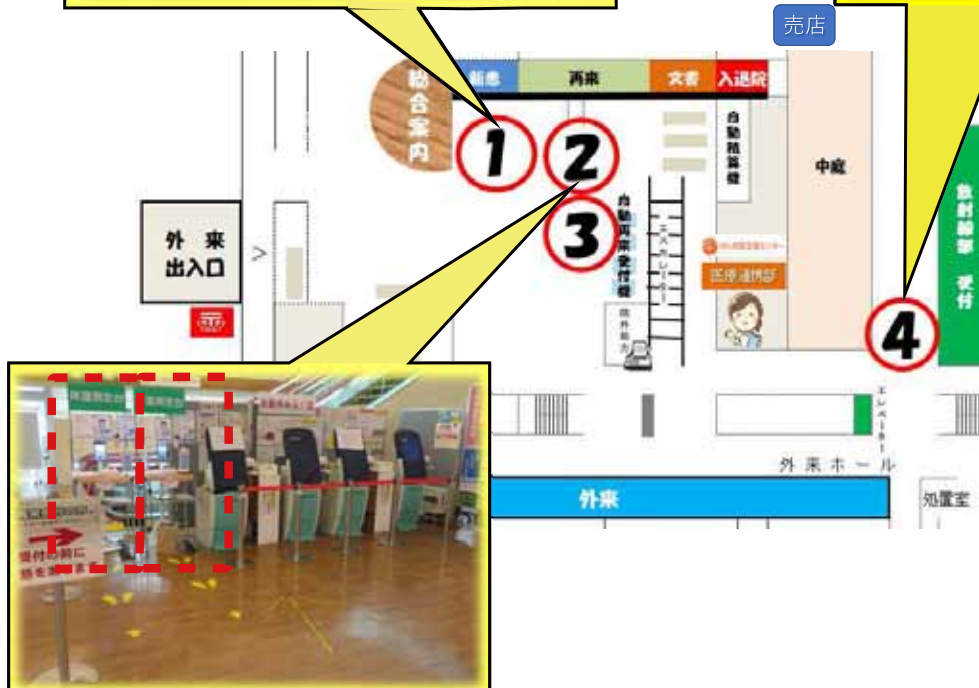 売店
総合案内
新患
再来
文書
入退院
1
2
3
4
自動精算機
中庭
放射線部 受付
外 来
出入口
自動再来受付機
エスカレーター
医療連携部
院外処方
エレベーター
外来ホール
外来
処置室
受付の前に